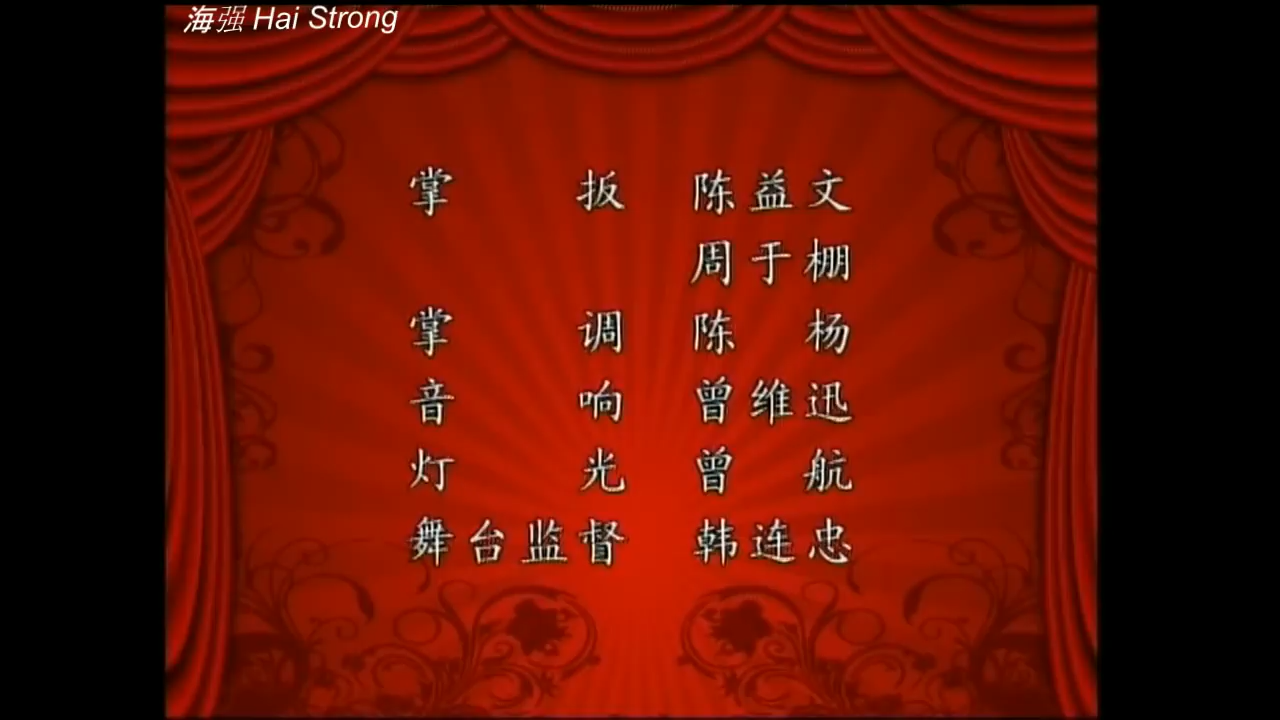 海强 Hai Strong
掌 扳 陈益文
周于棚
掌 调 陈 杨
音 响 曾维迅
灯 光 曾 航
舞台监督 韩连忠